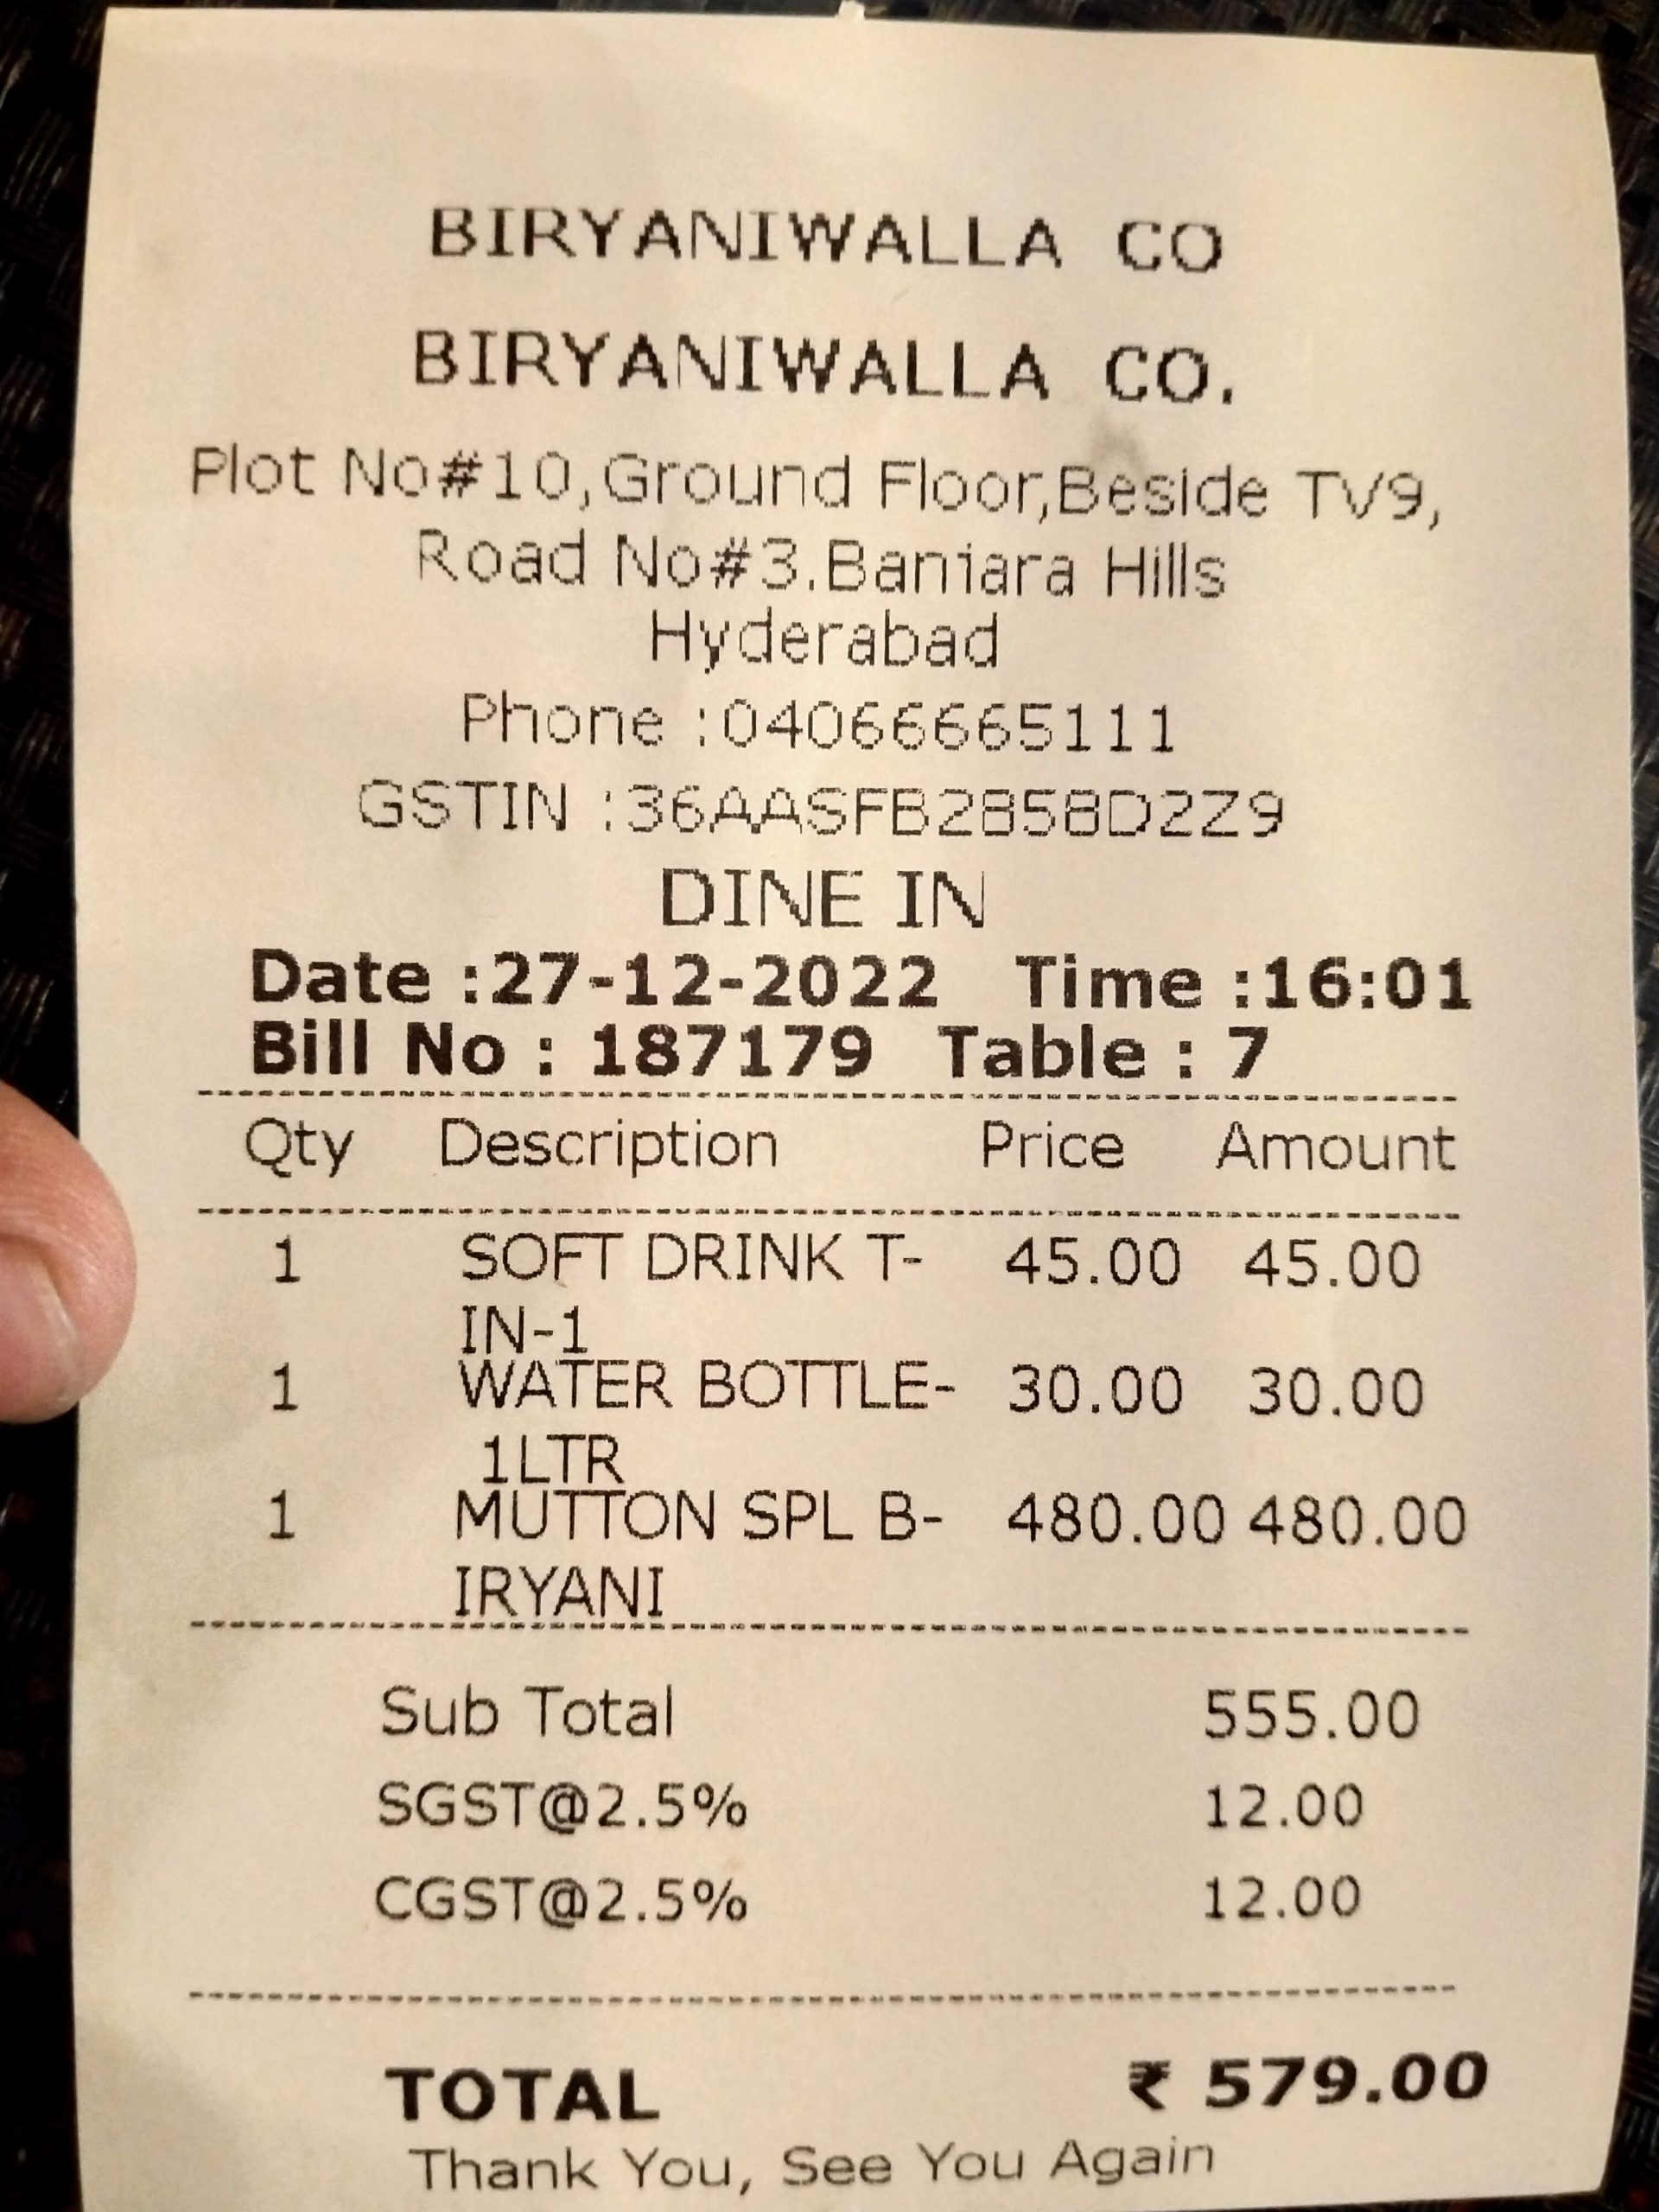 BIRYANIWALLA CO
BIRYANIWALLA CO.
Plot No#10,Ground Floor,Beside TV9,
Road No#3.Banjara Hills
Hyderabad
Phone :04066665111
GSTIN :36AASFB2858D2Z9
DINE IN
Date :27-12-2022 Time :16:01
Bill No : 187179 Table : 7
Qty Description Price Amount
1 SOFT DRINK T- 45.00 45.00
IN-1
1 WATER BOTTLE- 30.00 30.00
1LTR
1 MUTTON SPL B- 480.00 480.00
IRYANI
Sub Total 555.00
SGST@2.5% 12.00
CGST@2.5% 12.00
TOTAL ₹ 579.00
Thank You, See You Again